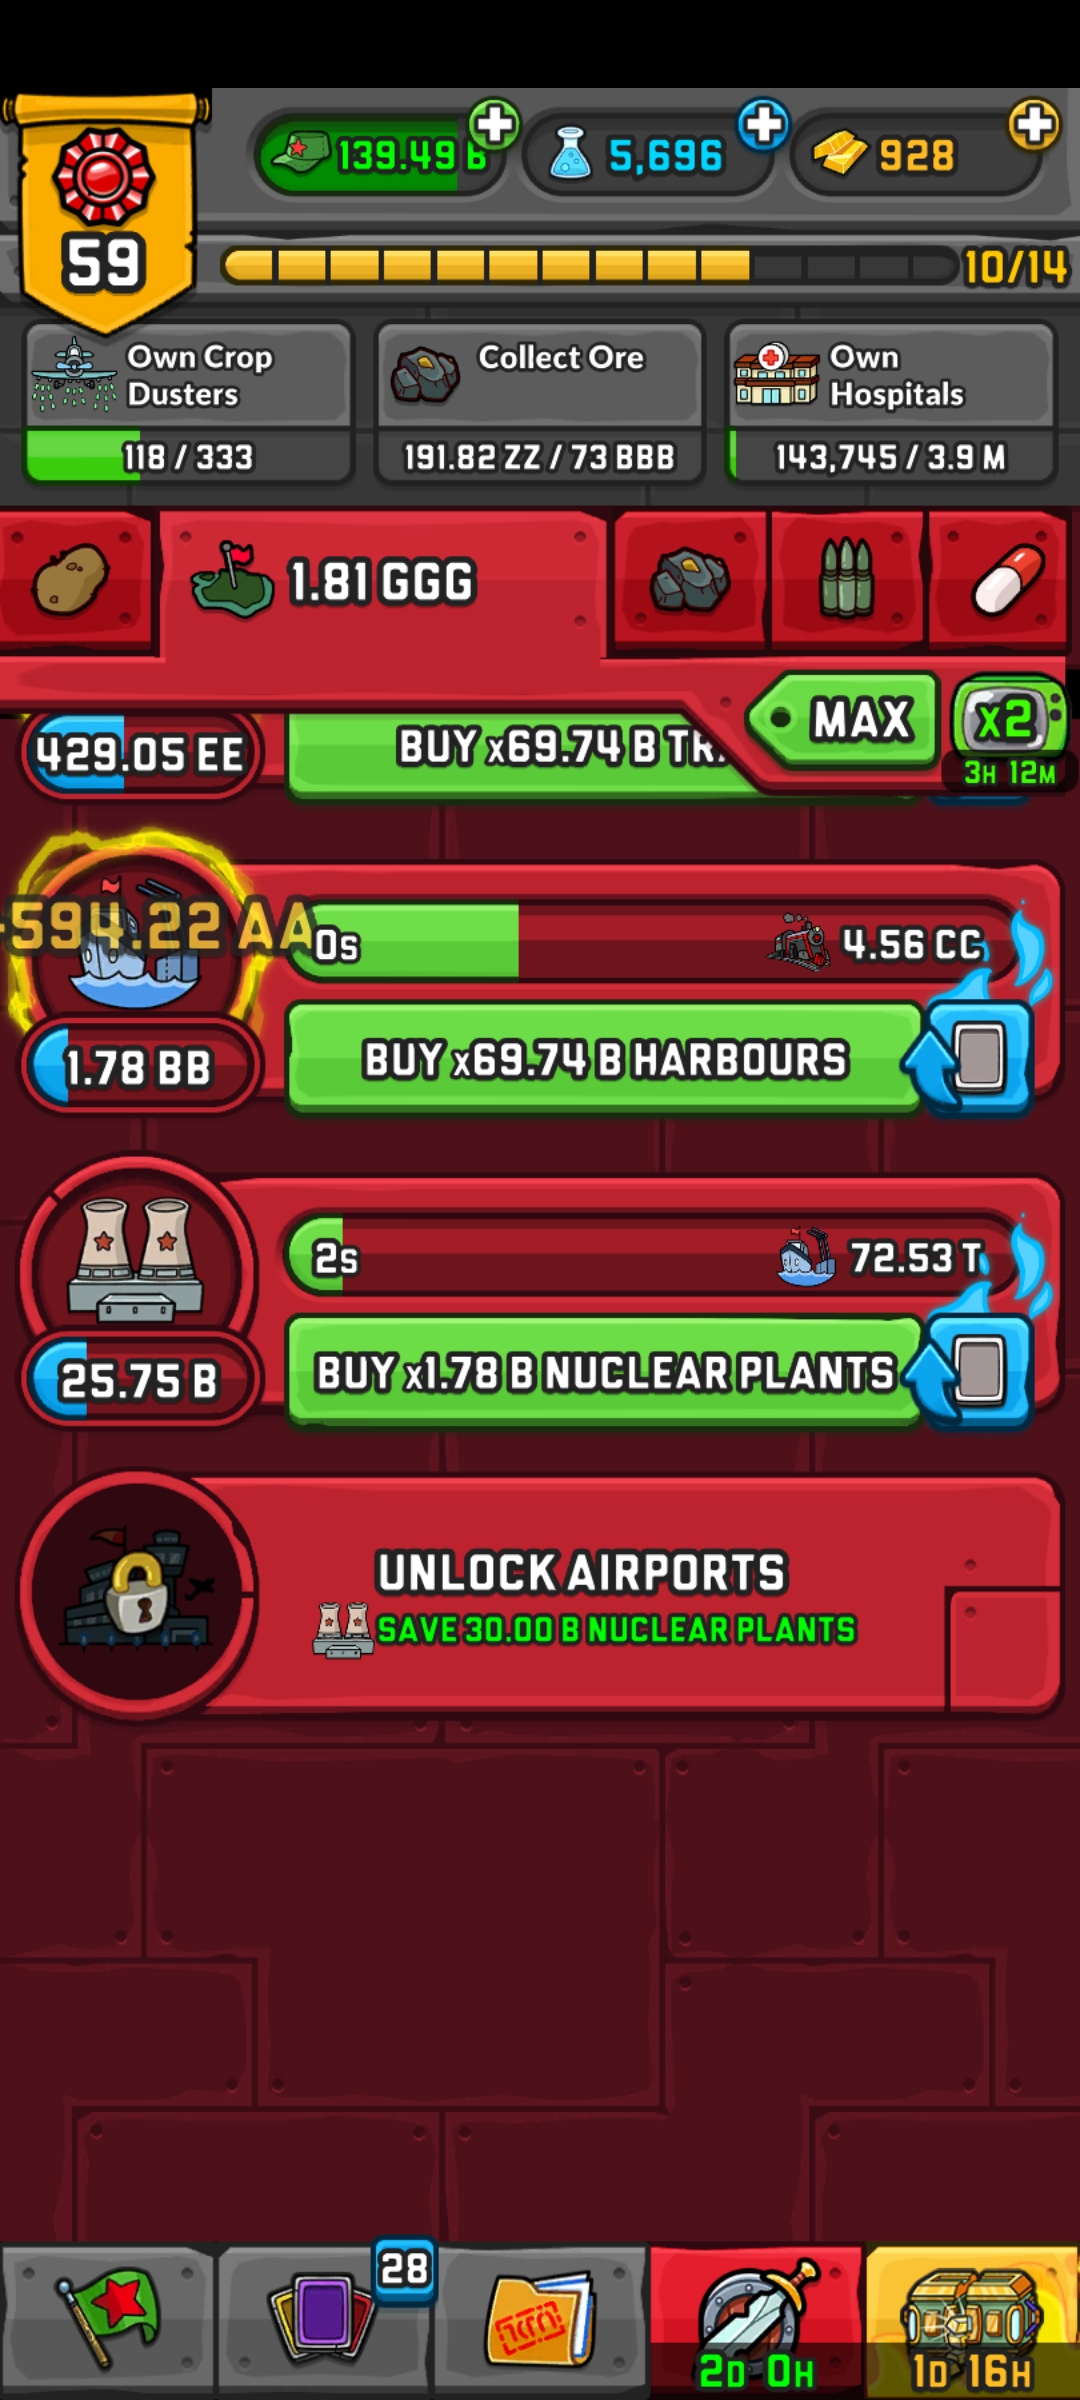 139.49 B
5,696
928
59
10/14
Own Crop
Dusters
118 / 333
Collect Ore
191.82 ZZ / 73 BBB
Own
Hospitals
143,745 / 3.9 M
1.81 GGG
MAX
x2
3H 12M
429.05 EE
BUY x69.74 B
594.22 AA
0s
4.56 CC
1.78 BB
BUY x69.74 B HARBOURS
2s
72.53 T
25.75 B
BUY x1.78 B NUCLEAR PLANTS
UNLOCK AIRPORTS
SAVE 30.00 B NUCLEAR PLANTS
28
2D 0H
1D 16H